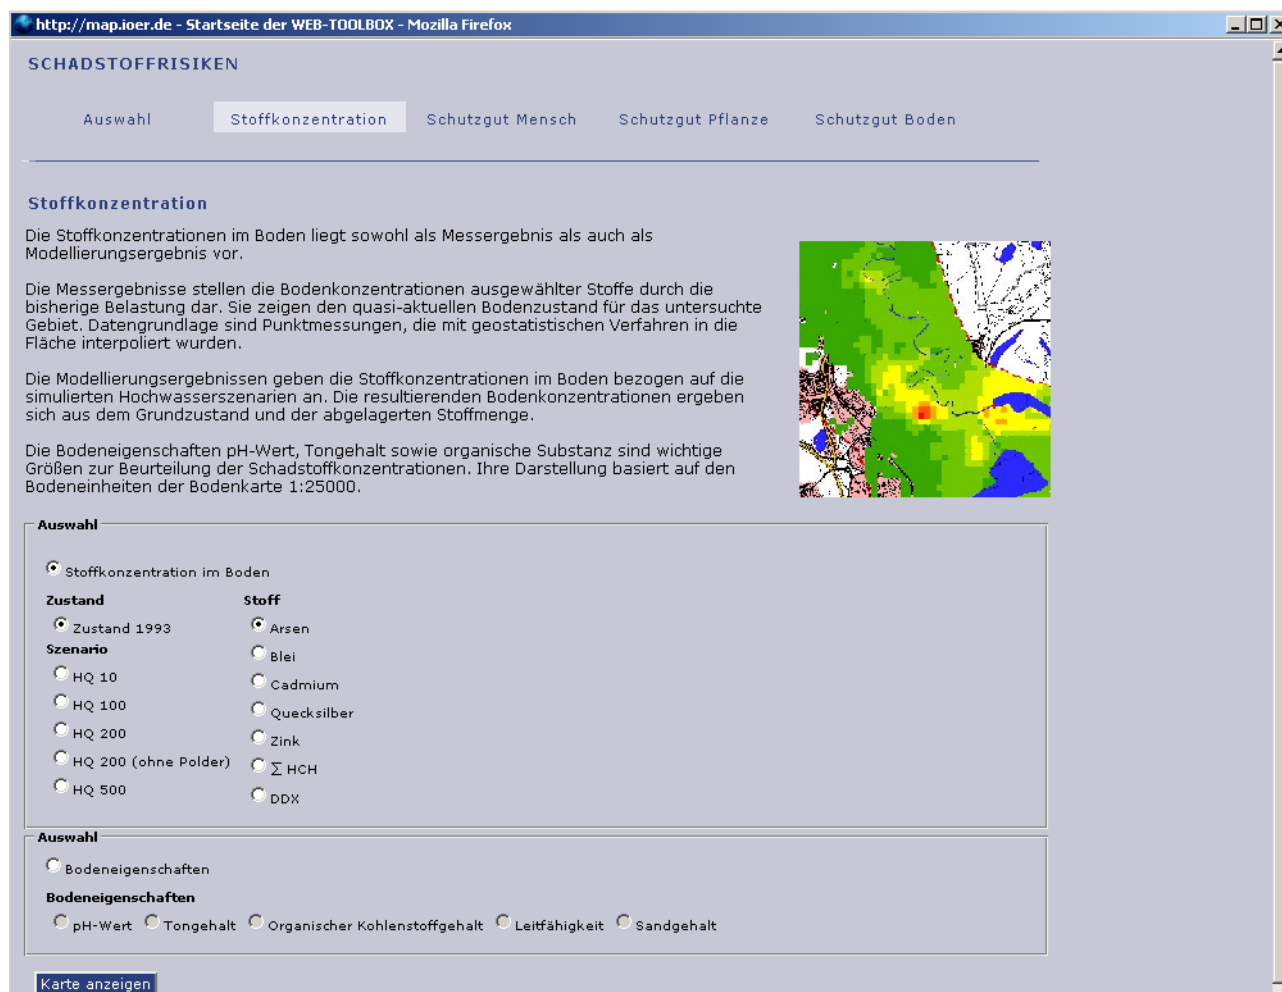 http://map.ioer.de - Startseite der WEB-TOOLBOX - Mozilla Firefox
SCHADSTOFFRISIKEN
Auswahl Stoffkonzentration Schutzgut Mensch Schutzgut Pflanze Schutzgut Boden
Stoffkonzentration
Die Stoffkonzentrationen im Boden liegt sowohl als Messergebnis als auch als
Modellierungsergebnis vor.
Die Messergebnisse stellen die Bodenkonzentrationen ausgewählter Stoffe durch die
bisherige Belastung dar. Sie zeigen den quasi-aktuellen Bodenzustand für das untersuchte
Gebiet. Datengrundlage sind Punktmessungen, die mit geostatistischen Verfahren in die
Fläche interpoliert wurden.
Die Modellierungsergebnissen geben die Stoffkonzentrationen im Boden bezogen auf die
simulierten Hochwasserszenarien an. Die resultierenden Bodenkonzentrationen ergeben
sich aus dem Grundzustand und der abgelagerten Stoffmenge.
Die Bodeneigenschaften pH-Wert, Tongehalt sowie organische Substanz sind wichtige
Größen zur Beurteilung der Schadstoffkonzentrationen. Ihre Darstellung basiert auf den
Bodeneinheiten der Bodenkarte 1:25000.
Auswahl
Stoffkonzentration im Boden
Zustand Stoff
Zustand 1993 Arsen
Szenario
Blei
HQ 10
Cadmium
HQ 100
Quecksilber
HQ 200
Zink
HQ 200 (ohne Polder)
∑ HCH
HQ 500
DDX
Auswahl
Bodeneigenschaften
Bodeneigenschaften
pH-Wert Tongehalt Organischer Kohlenstoffgehalt Leitfähigkeit Sandgehalt
Karte anzeigen